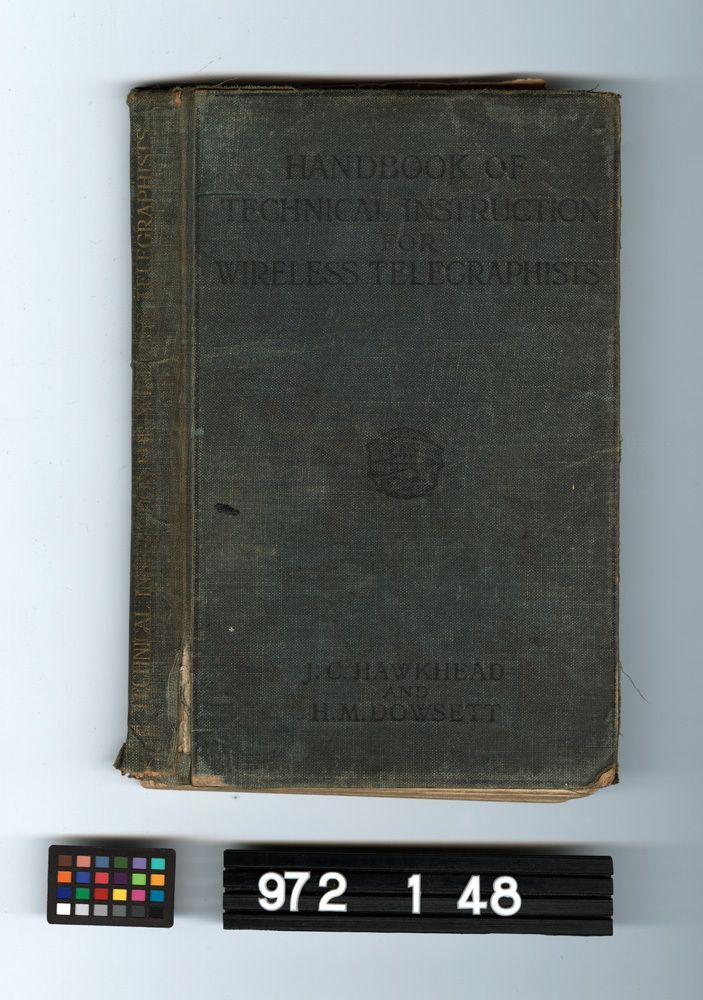 HANDBOOK OF
TECHNICAL INSTRUCTION
FOR
WIRELESS TELEGRAPHISTS
J. C. HAWKHEAD
AND
H. M. DOWSETT
TECHNICAL INSTRUCTION FOR WIRELESS TELEGRAPHISTS
972 1 48